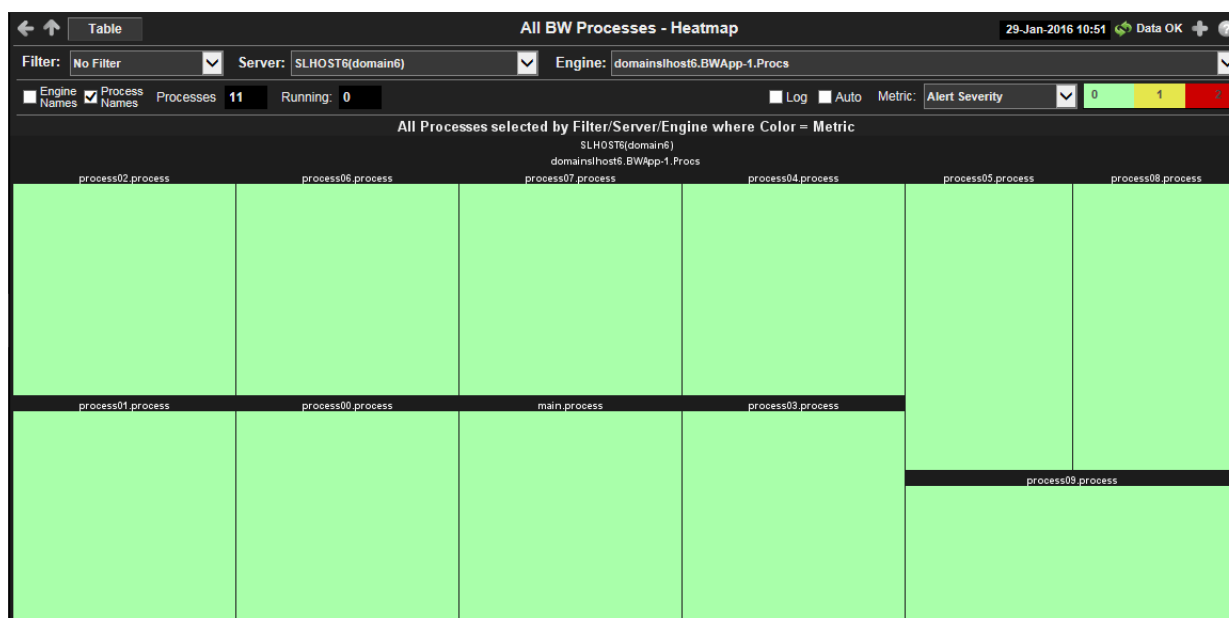 Table All BW Processes - Heatmap 29-Jan-2016 10:51 Data OK
Filter: No Filter Server: SLHOST6(domain6) Engine: domainslhost6.BWApp-1.Procs
Engine Names Process Names Processes 11 Running: 0 Log Auto Metric: Alert Severity 0 1 2
All Processes selected by Filter/Server/Engine where Color = Metric
SLHOST6(domain6)
domainslhost6.BWApp-1.Procs
process02.process process06.process process07.process process04.process process05.process process08.process
process01.process process00.process main.process process03.process
process09.process